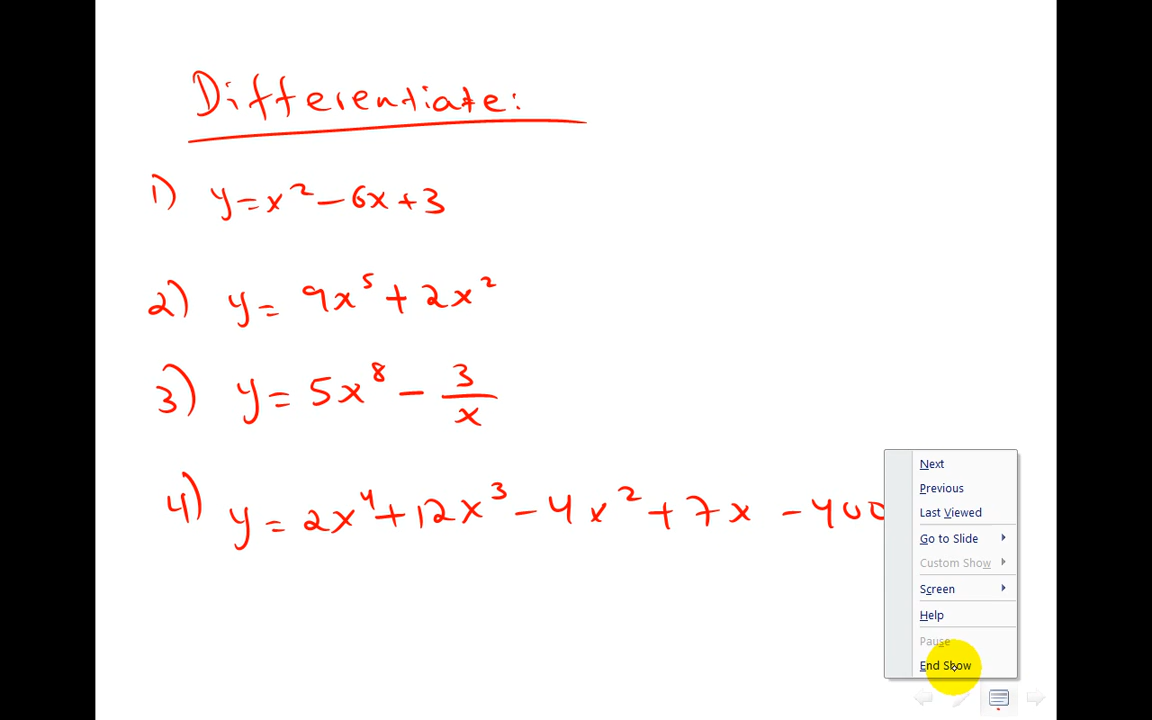 Differentiate:
1) y = x² - 6x + 3
2) y = 9x⁵ + 2x²
3) y = 5x⁸ - 3/x
4) y = 2x⁴ + 12x³ - 4x² + 7x - 400
Next
Previous
Last Viewed
Go to Slide
Custom Show
Screen
Help
Pause
End Show